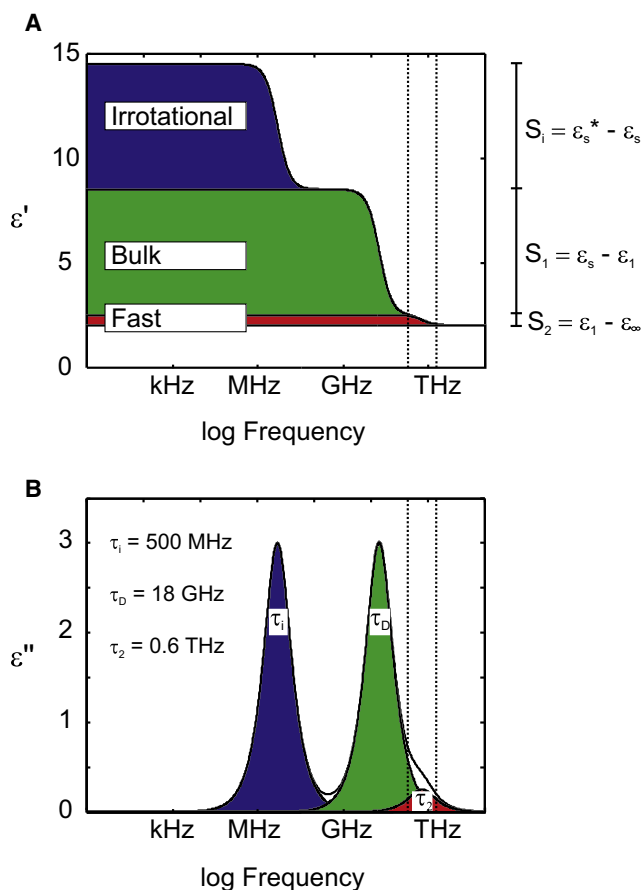 A
15
10
5
0
ε'
Irrotational
Bulk
Fast
kHz MHz GHz THz
log Frequency
Sᵢ = εₛ* - εₛ
S₁ = εₛ - ε₁
S₂ = ε₁ - ε∞
B
3
2
1
0
ε"
τᵢ = 500 MHz
τ_D = 18 GHz
τ₂ = 0.6 THz
τᵢ
τ_D
τ₂
kHz MHz GHz THz
log Frequency